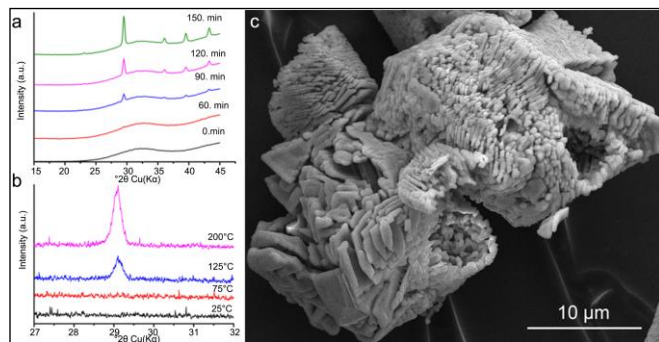 a
Intensity (a.u.)
150. min
120. min
90. min
60. min
0.min
15 20 25 30 35 40 45
°2θ Cu(Kα)
b
Intensity (a.u.)
200°C
125°C
75°C
25°C
27 28 29 30 31 32
°2θ Cu(Kα)
c
10 µm